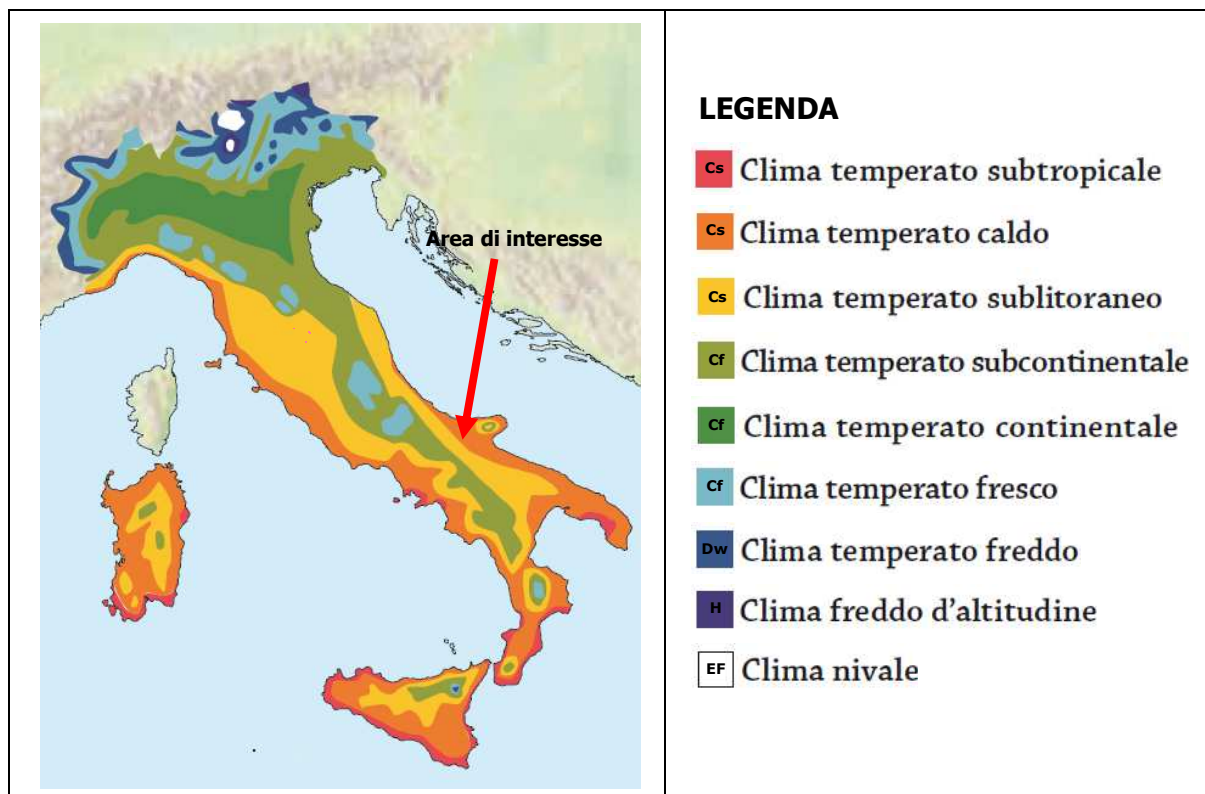 Area di interesse
LEGENDA
Cs Clima temperato subtropicale
Cs Clima temperato caldo
Cs Clima temperato sublitoraneo
Cf Clima temperato subcontinentale
Cf Clima temperato continentale
Cf Clima temperato fresco
Dw Clima temperato freddo
H Clima freddo d'altitudine
EF Clima nivale